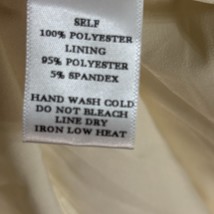 SELF
100% POLYESTER
LINING
95% POLYESTER
5% SPANDEX
HAND WASH COLD
DO NOT BLEACH
LINE DRY
IRON LOW HEAT